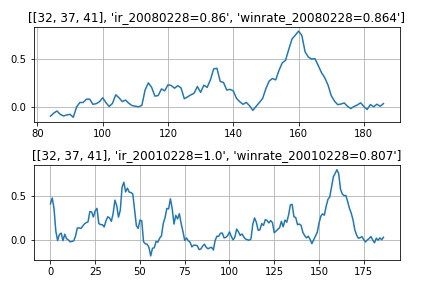 [[32, 37, 41], 'ir_20080228=0.86', 'winrate_20080228=0.864']
0.5
0.0
80 100 120 140 160 180
[[32, 37, 41], 'ir_20010228=1.0', 'winrate_20010228=0.807']
0.5
0.0
0 25 50 75 100 125 150 175